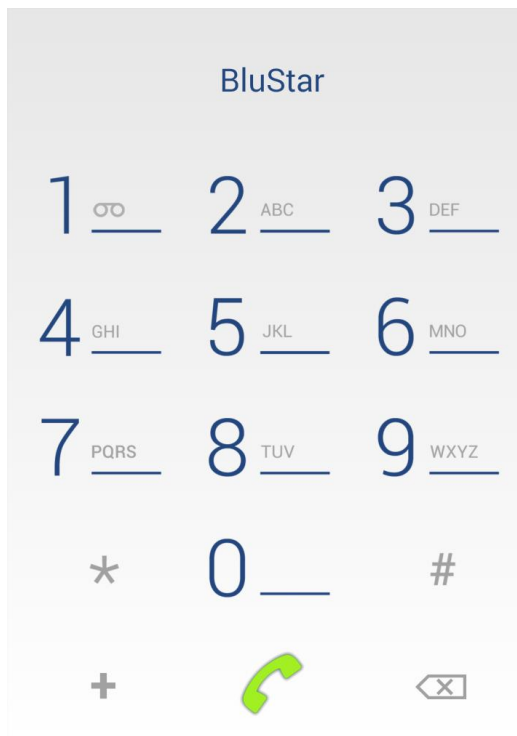 BluStar
1 2 ABC 3 DEF
4 GHI 5 JKL 6 MNO
7 PQRS 8 TUV 9 WXYZ
* 0 #
+